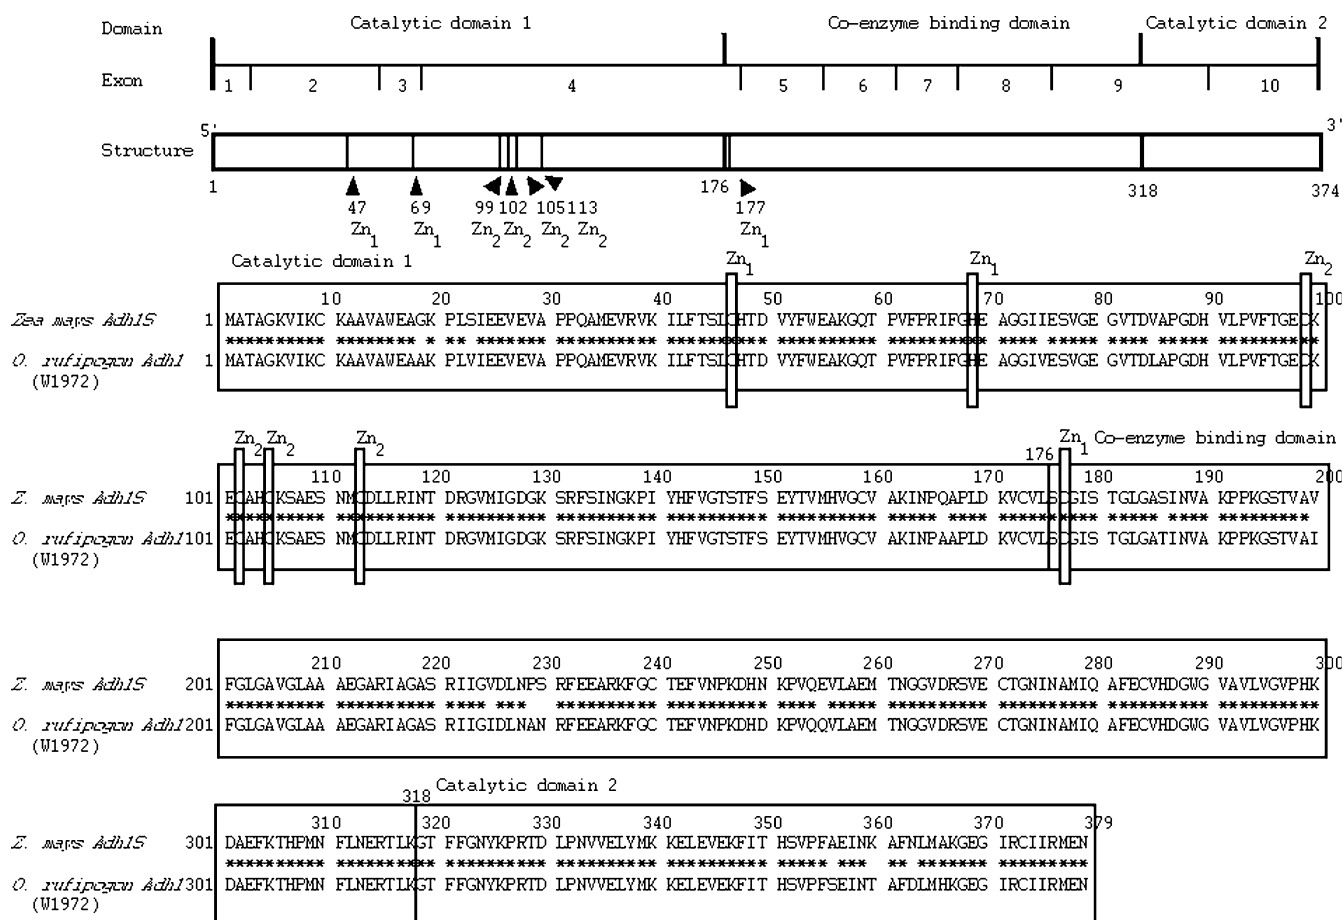 Domain Catalytic domain 1 Co-enzyme binding domain Catalytic domain 2
Exon 1 2 3 4 5 6 7 8 9 10
5' 3'
Structure
1 176 318 374
47 69 99 102 105 113 177
Zn1 Zn1 Zn2 Zn2 Zn2 Zn2 Zn1
Catalytic domain 1 Zn1 Zn1 Zn2
10 20 30 40 50 60 70 80 90 100
Zea mays Adh1S 1 MATAGKVIKC KAAVAWEAGK PLSIEEVEVA PPQAMEVRVK ILFTSLCHTD VYFWEAKGQT PVFPRIFGHE AGGIIESVGE GVTDVAPGDH VLPVFTGECK
********** ******** * ** ******* ********** ********** ********** ********** **** ***** **** ***** **********
O. rufipogon Adh1 1 MATAGKVIKC KAAVAWEAAK PLVIEEVEVA PPQAMEVRVK ILFTSLCHTD VYFWEAKGQT PVFPRIFGHE AGGIVESVGE GVTDLAPGDH VLPVFTGECK
(W1972)
Zn2 Zn2 Zn2 176 Zn1 Co-enzyme binding domain
110 120 130 140 150 160 170 180 190 200
Z. mays Adh1S 101 ECAHCKSAES NMCDLLRINT DRGVMIGDGK SRFSINGKPI YHFVGTSTFS EYTVMHVGCV AKINPQAPLD KVCVLSCGIS TGLGASINVA KPPKGSTVAV
********** ********** ********** ********** ********** ********** ***** **** ********** ***** **** *********
O. rufipogon Adh1 101 ECAHCKSAES NMCDLLRINT DRGVMIGDGK SRFSINGKPI YHFVGTSTFS EYTVMHVGCV AKINPAAPLD KVCVLSCGIS TGLGATINVA KPPKGSTVAI
(W1972)
210 220 230 240 250 260 270 280 290 300
Z. mays Adh1S 201 FGLGAVGLAA AEGARIAGAS RIIGVDLNPS RFEEARKFGC TEFVNPKDHN KPVQEVLAEM TNGGVDRSVE CTGNINAMIQ AFECVHDGWG VAVLVGVPHK
********** ********** **** *** ********** ********* **** ***** ********** ********** ********** **********
O. rufipogon Adh1 201 FGLGAVGLAA AEGARIAGAS RIIGIDLNAN RFEEARKFGC TEFVNPKDHD KPVQQVLAEM TNGGVDRSVE CTGNINAMIQ AFECVHDGWG VAVLVGVPHK
(W1972)
318 Catalytic domain 2
310 320 330 340 350 360 370 379
Z. mays Adh1S 301 DAEFKTHPMN FLNERTLKGT FFGNYKPRTD LPNVVELYMK KELEVEKFIT HSVPFAEINK AFNLMAKGEG IRCIIRMEN
********** ********** ********** ********** ********** ***** *** ** ** **** *********
O. rufipogon Adh1 301 DAEFKTHPMN FLNERTLKGT FFGNYKPRTD LPNVVELYMK KELEVEKFIT HSVPFSEINT AFDLMHKGEG IRCIIRMEN
(W1972)